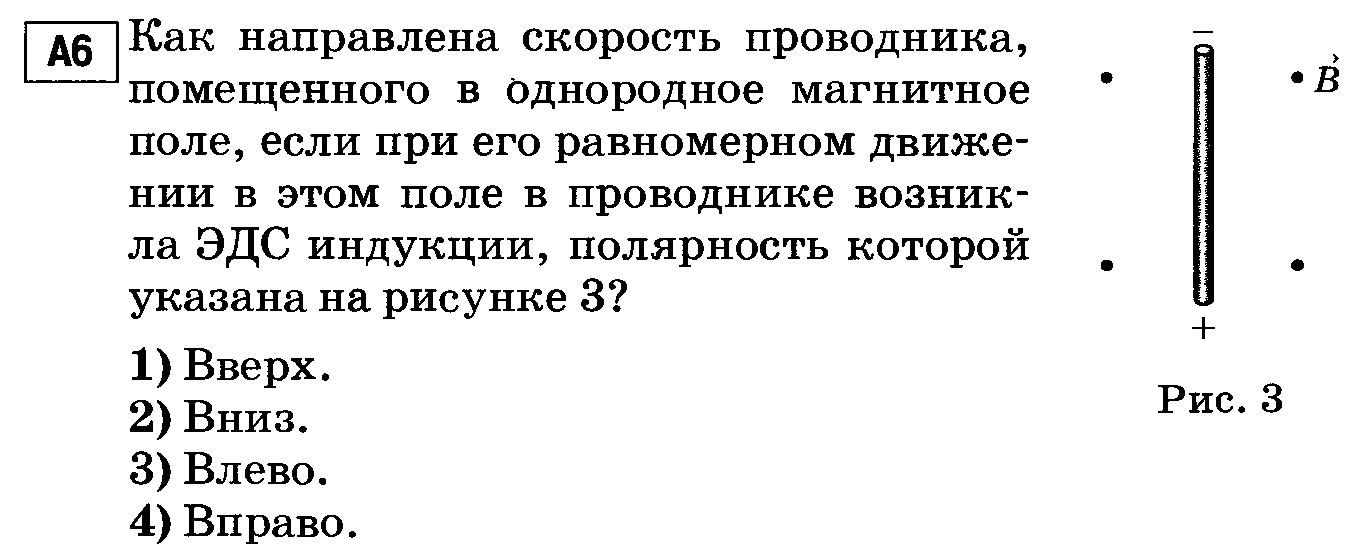 А6 Как направлена скорость проводника,
помещенного в однородное магнитное
поле, если при его равномерном движе-
нии в этом поле в проводнике возник-
ла ЭДС индукции, полярность которой
указана на рисунке 3?
1) Вверх.
2) Вниз.
3) Влево.
4) Вправо.
−
B
+
Рис. 3